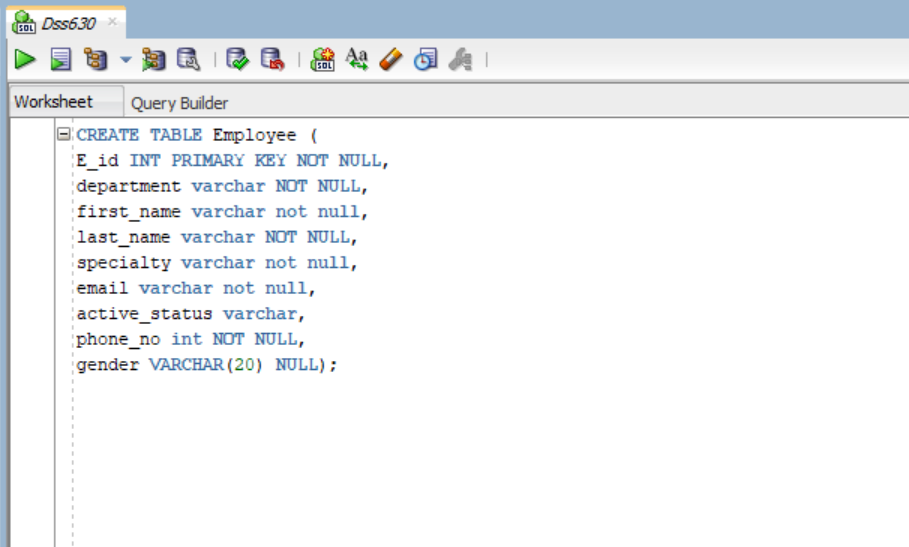 Dss630
Worksheet Query Builder
CREATE TABLE Employee (
E_id INT PRIMARY KEY NOT NULL,
department varchar NOT NULL,
first_name varchar not null,
last_name varchar NOT NULL,
specialty varchar not null,
email varchar not null,
active_status varchar,
phone_no int NOT NULL,
gender VARCHAR(20) NULL);